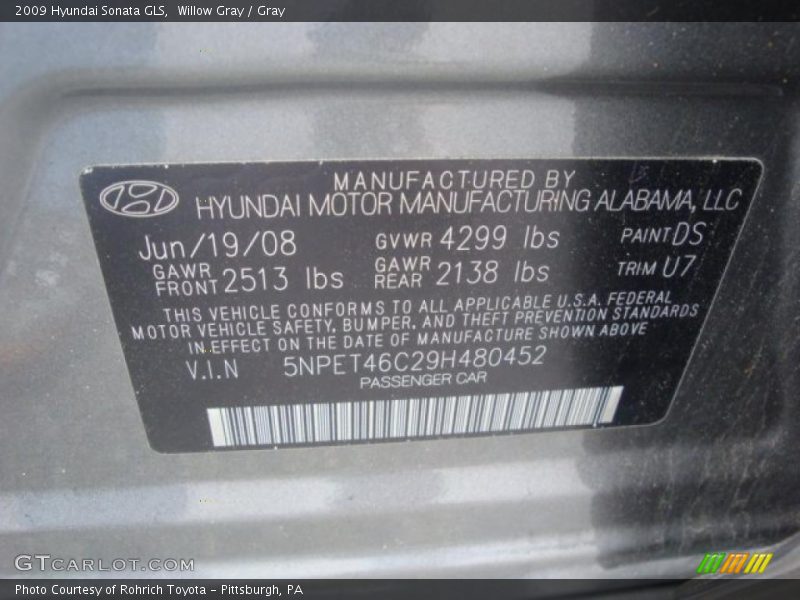 2009 Hyundai Sonata GLS, Willow Gray / Gray
MANUFACTURED BY
HYUNDAI MOTOR MANUFACTURING ALABAMA, LLC
Jun/19/08 GVWR 4299 lbs PAINT DS
GAWR FRONT 2513 lbs GAWR REAR 2138 lbs TRIM U7
THIS VEHICLE CONFORMS TO ALL APPLICABLE U.S.A. FEDERAL
MOTOR VEHICLE SAFETY, BUMPER, AND THEFT PREVENTION STANDARDS
IN EFFECT ON THE DATE OF MANUFACTURE SHOWN ABOVE
V.I.N 5NPET46C29H480452
PASSENGER CAR
GTCARLOT.COM
Photo Courtesy of Rohrich Toyota - Pittsburgh, PA